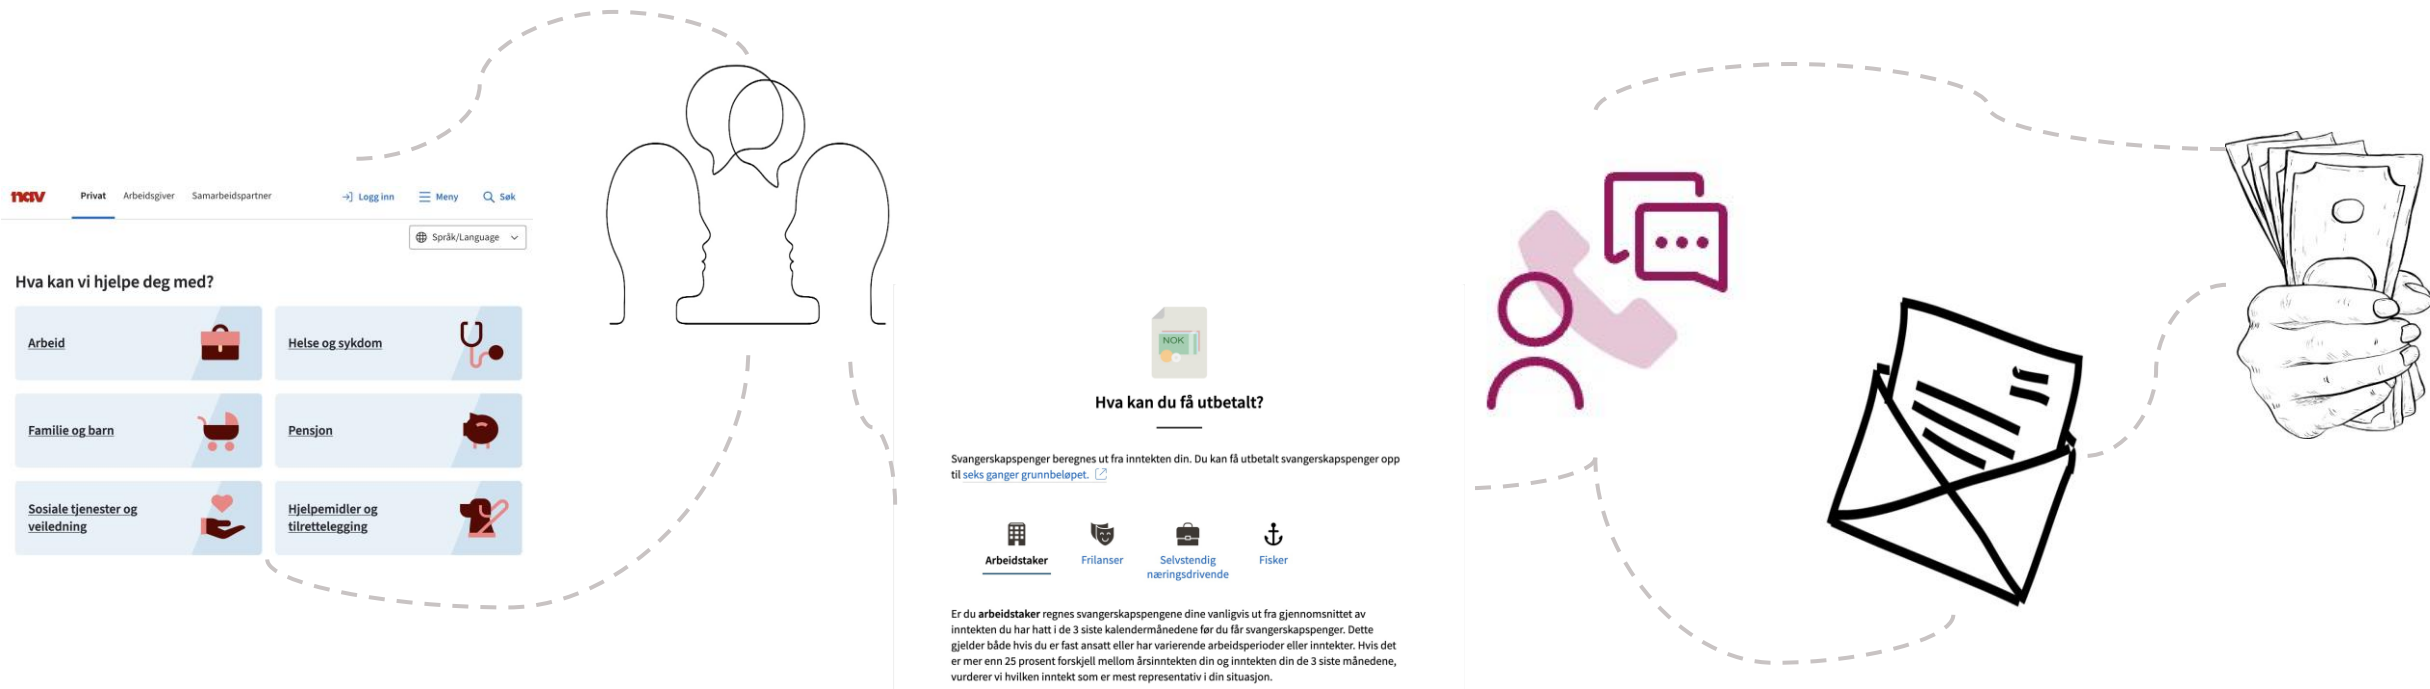 nav
Privat Arbeidsgiver Samarbeidspartner
Logg inn Meny Søk
Språk/Language
Hva kan vi hjelpe deg med?
Arbeid
Helse og sykdom
Familie og barn
Pensjon
Sosiale tjenester og
veiledning
Hjelpemidler og
tilrettelegging
NOK
Hva kan du få utbetalt?
Svangerskapspenger beregnes ut fra inntekten din. Du kan få utbetalt svangerskapspenger opp
til seks ganger grunnbeløpet.
Arbeidstaker
Frilanser
Selvstendig
næringsdrivende
Fisker
Er du arbeidstaker regnes svangerskapspengene dine vanligvis ut fra gjennomsnittet av
inntekten du har hatt i de 3 siste kalendermånedene før du får svangerskapspenger. Dette
gjelder både hvis du er fast ansatt eller har varierende arbeidsperioder eller inntekter. Hvis det
er mer enn 25 prosent forskjell mellom årsinntekten din og inntekten din de 3 siste månedene,
vurderer vi hvilken inntekt som er mest representativ i din situasjon.